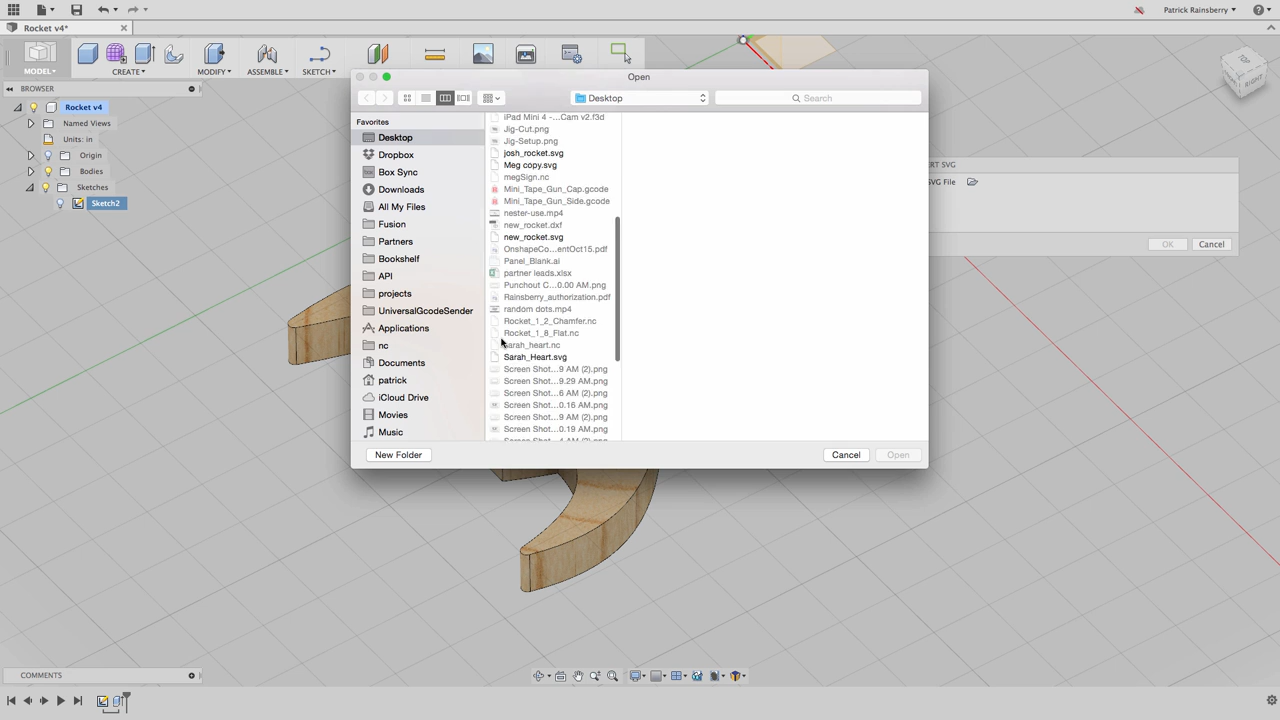 Patrick Rainsberry
Rocket v4*
MODEL
CREATE
MODIFY
ASSEMBLE
SKETCH
BROWSER
Rocket v4
Named Views
Units: in
Origin
Bodies
Sketches
Sketch2
Open
Desktop
Search
Favorites
Desktop
Dropbox
Box Sync
Downloads
All My Files
Fusion
Partners
Bookshelf
API
projects
UniversalGcodeSender
Applications
nc
Documents
patrick
iCloud Drive
Movies
Music
iPad Mini 4 -...Cam v2.f3d
Jig-Cut.png
Jig-Setup.png
josh_rocket.svg
Meg copy.svg
megSign.nc
Mini_Tape_Gun_Cap.gcode
Mini_Tape_Gun_Side.gcode
nester-use.mp4
new_rocket.dxf
new_rocket.svg
OnshapeCo...entOct15.pdf
Panel_Blank.ai
partner leads.xlsx
Punchout C...0.00 AM.png
Rainsberry_authorization.pdf
random dots.mp4
Rocket_1_2_Chamfer.nc
Rocket_1_8_Flat.nc
sarah_heart.nc
Sarah_Heart.svg
Screen Shot...9 AM (2).png
Screen Shot...9.29 AM.png
Screen Shot...6 AM (2).png
Screen Shot...0.16 AM.png
Screen Shot...9 AM (2).png
Screen Shot...0.19 AM.png
New Folder
Cancel
Open
ERT SVG
SVG File
OK
Cancel
TOP
FRONT
RIGHT
COMMENTS